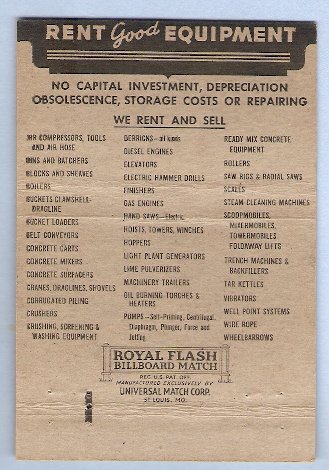 RENT Good EQUIPMENT
NO CAPITAL INVESTMENT, DEPRECIATION
OBSOLESCENCE, STORAGE COSTS OR REPAIRING
WE RENT AND SELL
AIR COMPRESSORS, TOOLS
AND AIR HOSE
BINS AND BATCHERS
BLOCKS AND SHEAVES
BOILERS
BUCKETS CLAMSHELL-
DRAGLINE
BUCKET LOADERS
BELT CONVEYORS
CONCRETE CARTS
CONCRETE MIXERS
CONCRETE SURFACERS
CRANES, DRAGLINES, SHOVELS
CORRUGATED PILING
CRUSHERS
CRUSHING, SCREENING &
WASHING EQUIPMENT
DERRICKS—all kinds
DIESEL ENGINES
ELEVATORS
ELECTRIC HAMMER DRILLS
FINISHERS
GAS ENGINES
HAND SAWS—Electric
HOISTS, TOWERS, WINCHES
HOPPERS
LIGHT PLANT GENERATORS
LIME PULVERIZERS
MACHINERY TRAILERS
OIL BURNING TORCHES &
HEATERS
PUMPS—Self-Priming, Centrifugal,
Diaphragm, Plunger, Force and
Jetting
READY MIX CONCRETE
EQUIPMENT
ROLLERS
SAW RIGS & RADIAL SAWS
SCALES
STEAM CLEANING MACHINES
SCOOPMOBILES,
MIXERMOBILES,
TOWERMOBILES
FOLDAWAY LIFTS
TRENCH MACHINES &
BACKFILLERS
TAR KETTLES
VIBRATORS
WELL POINT SYSTEMS
WIRE ROPE
WHEELBARROWS
ROYAL FLASH
BILLBOARD MATCH
REG. U.S. PAT. OFF.
MANUFACTURED EXCLUSIVELY BY
UNIVERSAL MATCH CORP.
ST. LOUIS, MO.